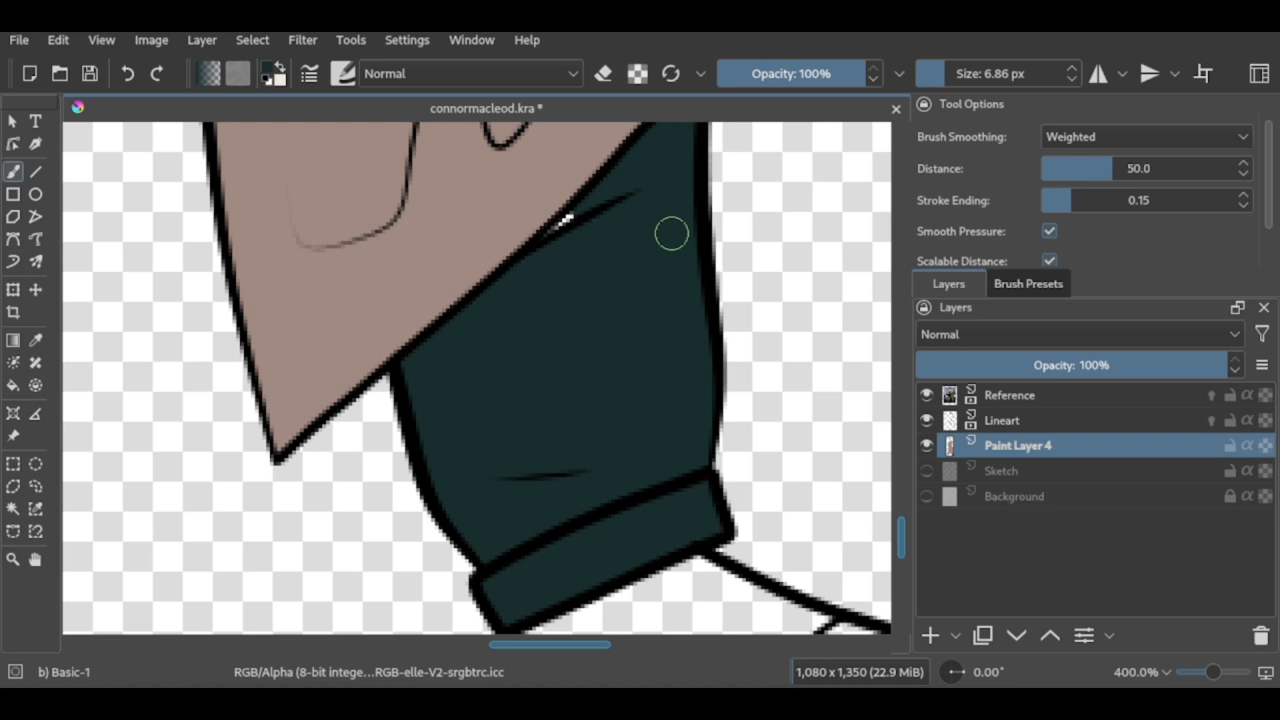 File Edit View Image Layer Select Filter Tools Settings Window Help
Normal Opacity: 100% Size: 6.86 px
connormacleod.kra *
Tool Options
Brush Smoothing: Weighted
Distance: 50.0
Stroke Ending: 0.15
Smooth Pressure:
Scalable Distance:
Layers Brush Presets
Layers
Normal
Opacity: 100%
Reference
Lineart
Paint Layer 4
Sketch
Background
b) Basic-1 RGB/Alpha (8-bit intege...RGB-elle-V2-srgbtrc.icc 1,080 x 1,350 (22.9 MiB) 0.00° 400.0%